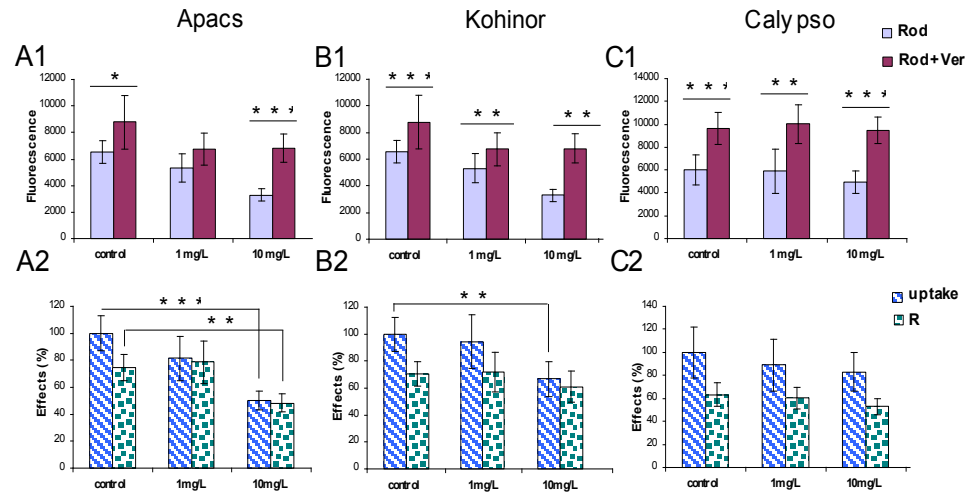 Apacs
Kohinor
Calypso
Rod
Rod+Ver
A1
*
* * *
12000
10000
8000
6000
4000
2000
0
Fluorecscence
control
1 mg/L
10 mg/L
B1
* * *
* *
* *
12000
10000
8000
6000
4000
2000
0
Fluorescence
control
1 mg/L
10 mg/L
C1
* * *
* *
* * *
14000
12000
10000
8000
6000
4000
2000
0
Fluorescence
control
1 mg/L
10 mg/L
A2
* * *
* *
120
100
80
60
40
20
0
Effects (%)
control
1mg/L
10mg/L
B2
* *
120
100
80
60
40
20
0
Effects (%)
control
1mg/L
10mg/L
C2
uptake
R
140
120
100
80
60
40
20
0
Effects (%)
control
1mg/L
10mg/L